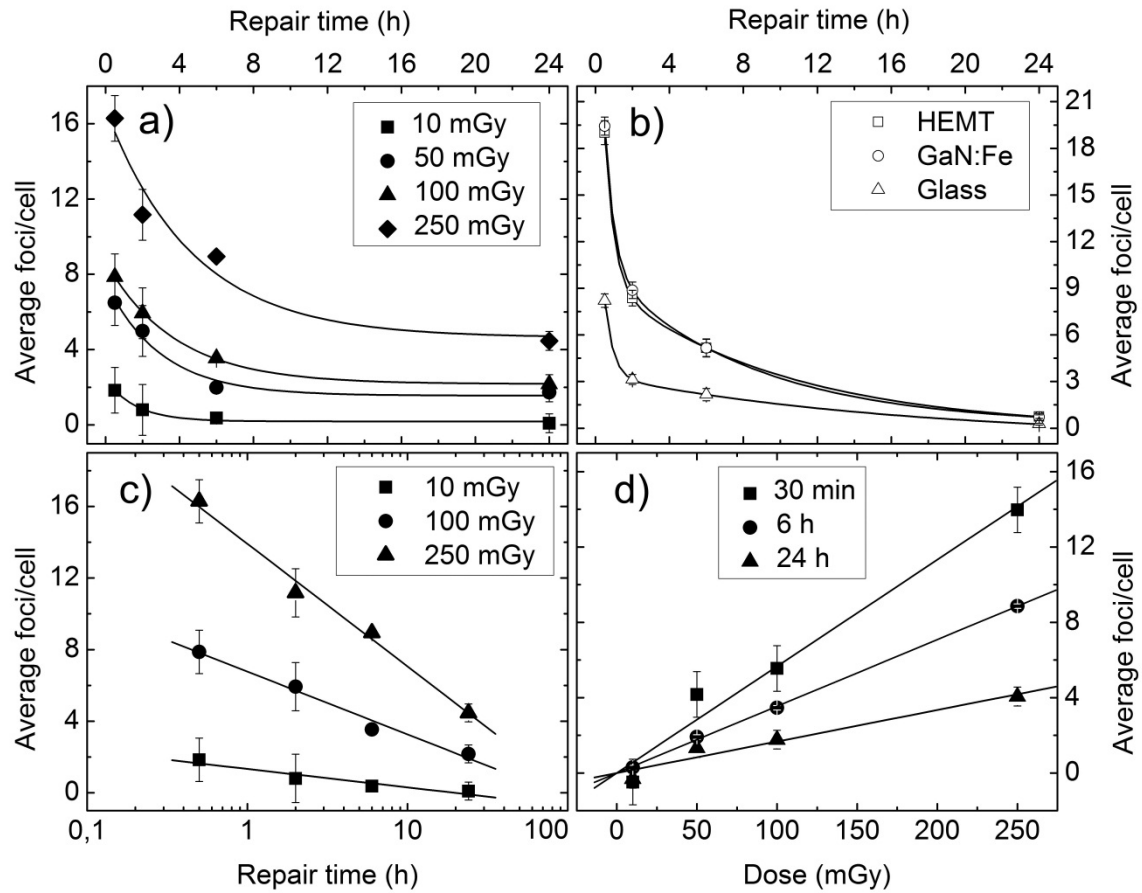 Repair time (h)
0 4 8 12 16 20 24
Repair time (h)
0 4 8 12 16 20 24
Average foci/cell
16
12
8
4
0
a)
10 mGy
50 mGy
100 mGy
250 mGy
b)
HEMT
GaN:Fe
Glass
21
18
15
12
9
6
3
0
Average foci/cell
Average foci/cell
16
12
8
4
0
c)
10 mGy
100 mGy
250 mGy
0,1 1 10 100
Repair time (h)
d)
30 min
6 h
24 h
16
12
8
4
0
Average foci/cell
0 50 100 150 200 250
Dose (mGy)